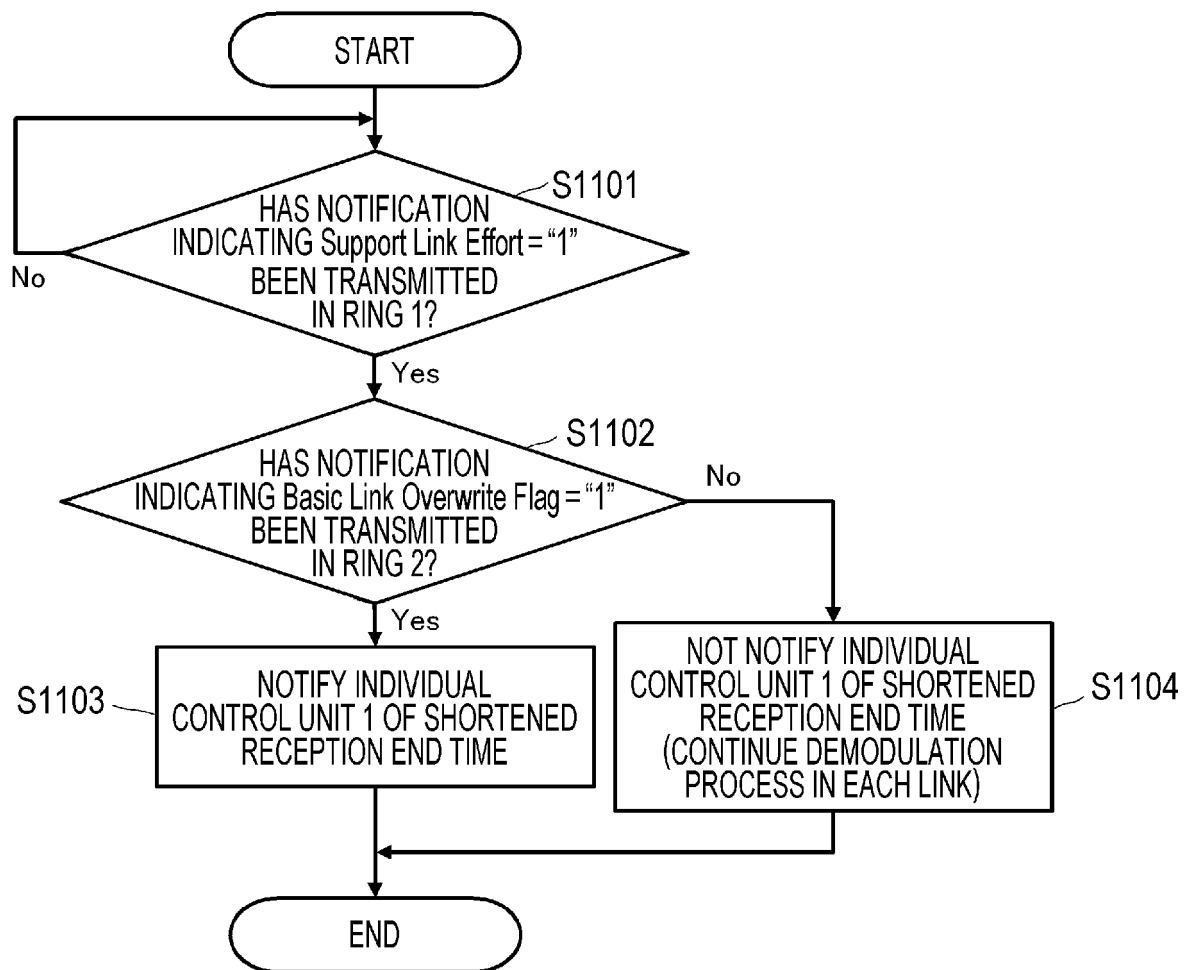 START
S1101
HAS NOTIFICATION
INDICATING Support Link Effort = “1”
BEEN TRANSMITTED
IN RING 1?
No
Yes
S1102
HAS NOTIFICATION
INDICATING Basic Link Overwrite Flag = “1”
BEEN TRANSMITTED
IN RING 2?
No
Yes
S1103
NOTIFY INDIVIDUAL
CONTROL UNIT 1 OF SHORTENED
RECEPTION END TIME
NOT NOTIFY INDIVIDUAL
CONTROL UNIT 1 OF SHORTENED
RECEPTION END TIME
(CONTINUE DEMODULATION
PROCESS IN EACH LINK)
S1104
END